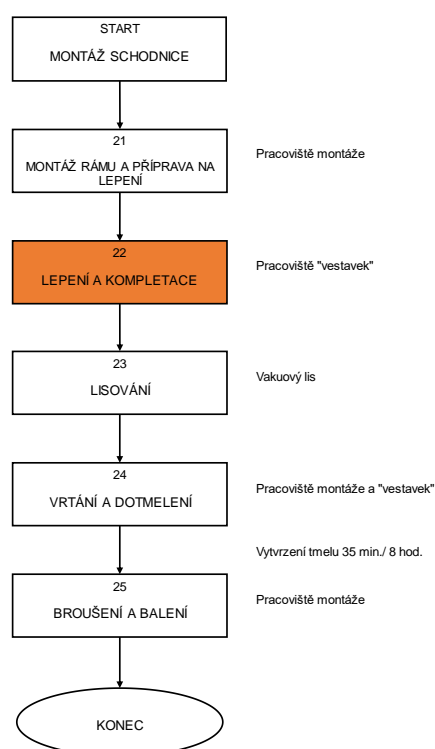 START
MONTÁŽ SCHODNICE
21
MONTÁŽ RÁMU A PŘÍPRAVA NA
LEPENÍ
Pracoviště montáže
22
LEPENÍ A KOMPLETACE
Pracoviště "vestavek"
23
LISOVÁNÍ
Vakuový lis
24
VRTÁNÍ A DOTMELENÍ
Pracoviště montáže a "vestavek"
Vytvrzení tmelu 35 min./ 8 hod.
25
BROUŠENÍ A BALENÍ
Pracoviště montáže
KONEC